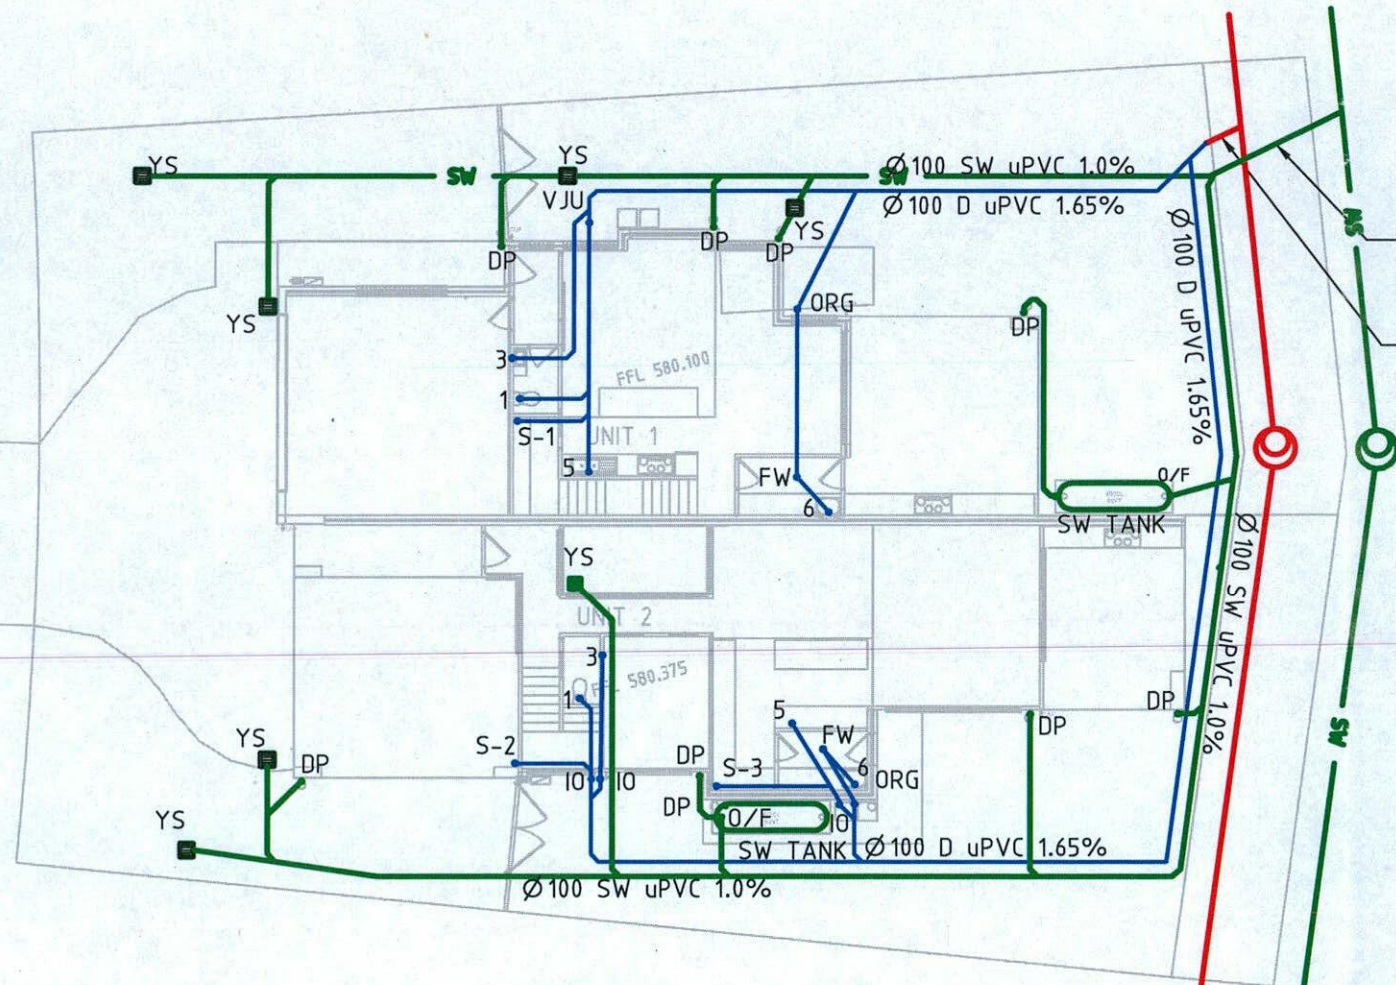 YS
YS
SW
SW
Ø100 SW uPVC 1.0%
VJU
Ø100 D uPVC 1.65%
SW
DP
DP
DP
YS
Ø100 D uPVC 1.65%
YS
ORG
DP
3
FFL 580.100
1
S-1
UNIT 1
5
FW
O/F
6
SW TANK
YS
Ø100 SW uPVC 1.0%
UNIT 2
3
FFL 580.375
1
DP
5
DP
FW
SW
YS
S-2
DP
DP
S-3
6
ORG
IO
IO
DP
YS
O/F
IO
SW TANK
Ø100 D uPVC 1.65%
Ø100 SW uPVC 1.0%